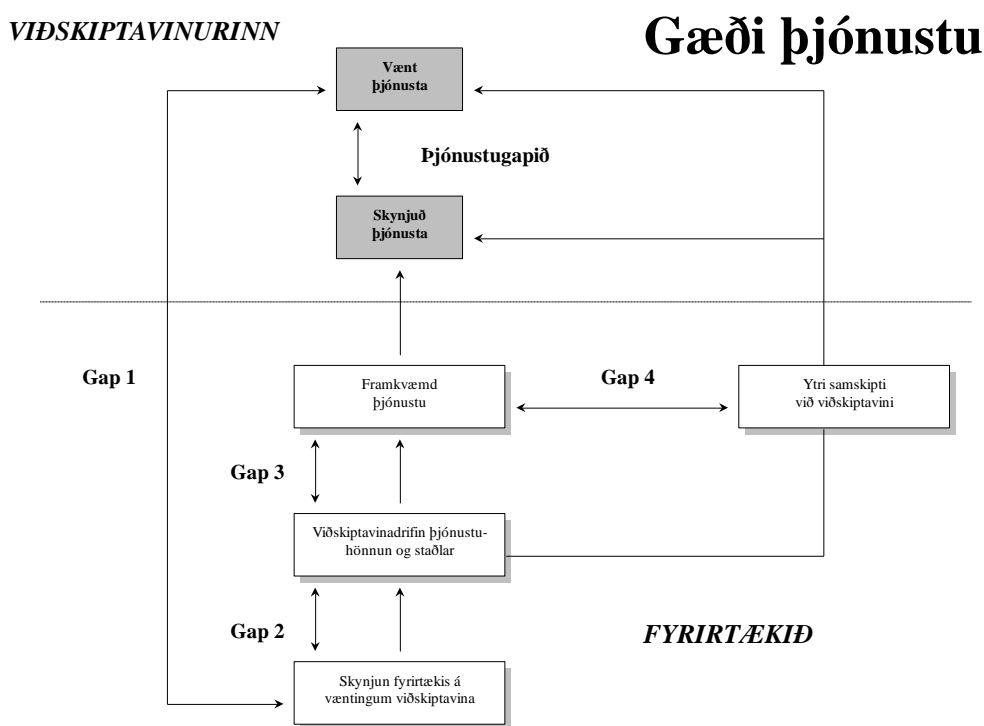 VIÐSKIPTAVINURINN
Gæði þjónustu
Vænt
þjónusta
Þjónustugapið
Skynjuð
þjónusta
Gap 1
Framkvæmd
þjónustu
Gap 4
Ytri samskipti
við viðskiptavini
Gap 3
Viðskiptavinadrifin þjónustu-
hönnun og staðlar
Gap 2
FYRIRTÆKIÐ
Skynjun fyrirtækis á
væntingum viðskiptavina